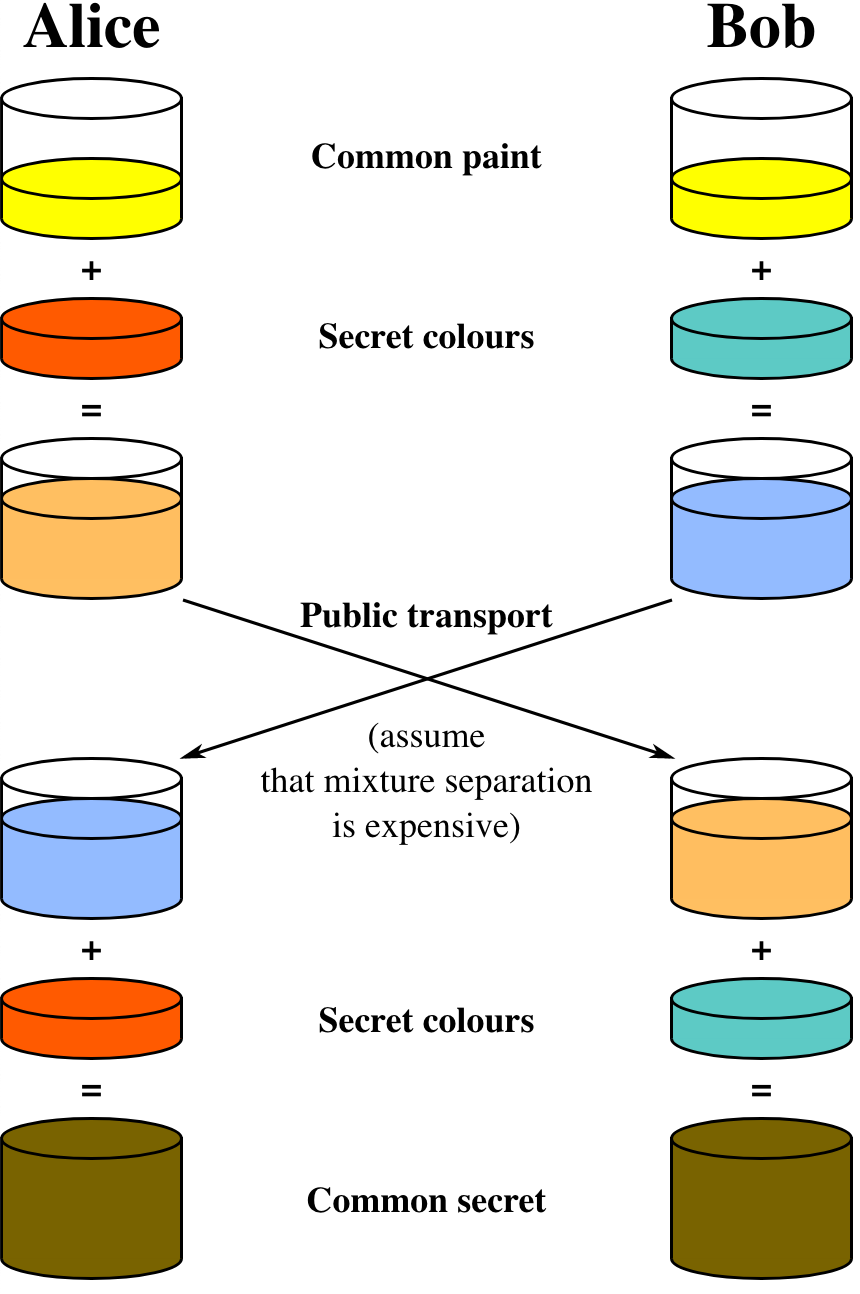 Alice
Bob
Common paint
+
+
Secret colours
=
=
Public transport
(assume
that mixture separation
is expensive)
+
+
Secret colours
=
=
Common secret